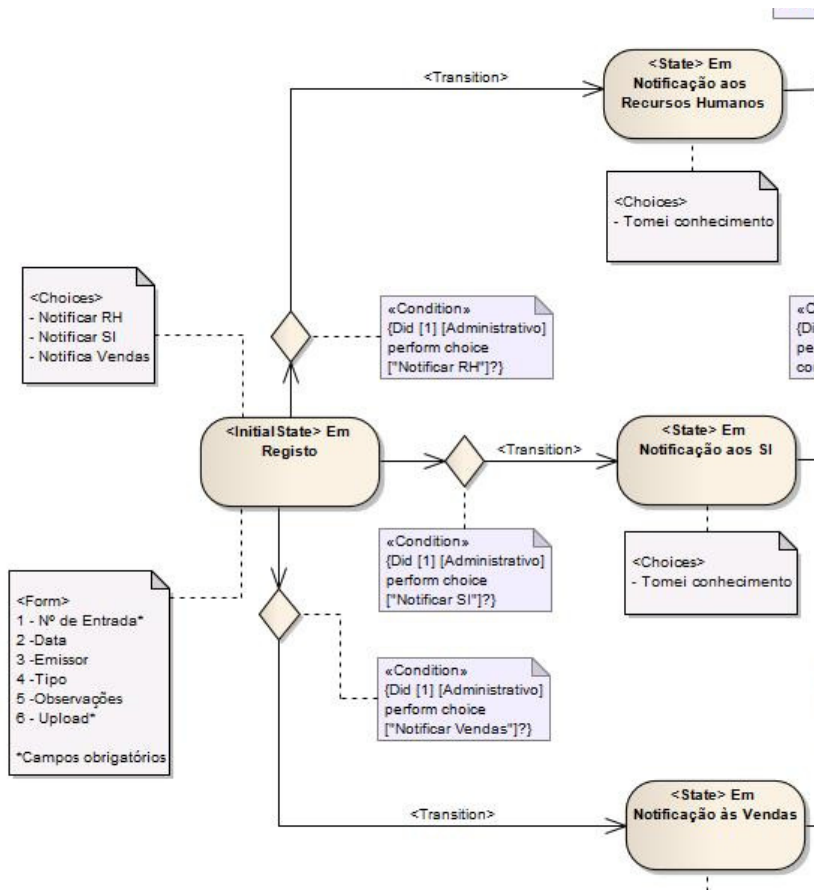 <State> Em
Notificação aos
Recursos Humanos
<Transition>
<Choices>
- Tomei conhecimento
<Choices>
- Notificar RH
- Notificar SI
- Notifica Vendas
«Condition»
{Did [1] [Administrativo]
perform choice
["Notificar RH"]?}
<InitialState> Em
Registo
<Transition>
<State> Em
Notificação aos SI
«Condition»
{Did [1] [Administrativo]
perform choice
["Notificar SI"]?}
<Choices>
- Tomei conhecimento
<Form>
1 - Nº de Entrada*
2 -Data
3 -Emissor
4 -Tipo
5 -Observações
6 - Upload*
*Campos obrigatórios
«Condition»
{Did [1] [Administrativo]
perform choice
["Notificar Vendas"]?}
<Transition>
<State> Em
Notificação às Vendas